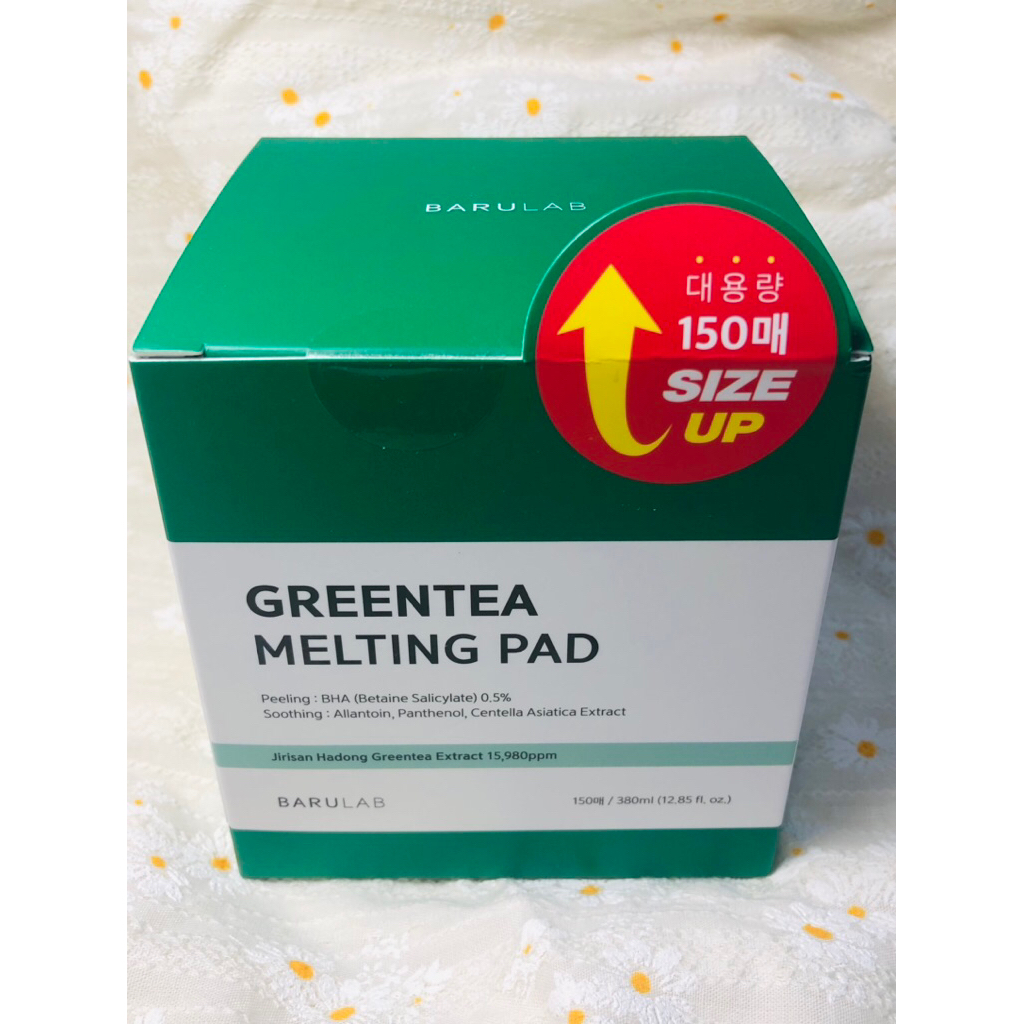 BARULAB
대용량
150매
SIZE
UP
GREENTEA
MELTING PAD
Peeling : BHA (Betaine Salicylate) 0.5%
Soothing : Allantoin, Panthenol, Centella Asiatica Extract
Jirisan Hadong Greentea Extract 15,980ppm
BARULAB
150매 / 380ml (12.85 fl. oz.)